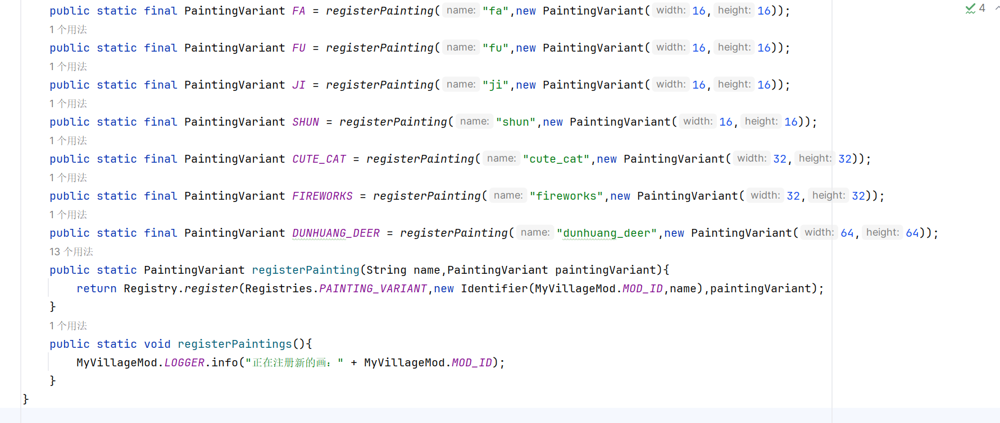 public static final PaintingVariant FA = registerPainting( name: "fa",new PaintingVariant( width: 16, height: 16)); 4
1 个用法
public static final PaintingVariant FU = registerPainting( name: "fu",new PaintingVariant( width: 16, height: 16));
1 个用法
public static final PaintingVariant JI = registerPainting( name: "ji",new PaintingVariant( width: 16, height: 16));
1 个用法
public static final PaintingVariant SHUN = registerPainting( name: "shun",new PaintingVariant( width: 16, height: 16));
1 个用法
public static final PaintingVariant CUTE_CAT = registerPainting( name: "cute_cat",new PaintingVariant( width: 32, height: 32));
1 个用法
public static final PaintingVariant FIREWORKS = registerPainting( name: "fireworks",new PaintingVariant( width: 32, height: 32));
1 个用法
public static final PaintingVariant DUNHUANG_DEER = registerPainting( name: "dunhuang_deer",new PaintingVariant( width: 64, height: 64));
13 个用法
public static PaintingVariant registerPainting(String name,PaintingVariant paintingVariant){
return Registry.register(Registries.PAINTING_VARIANT,new Identifier(MyVillageMod.MOD_ID,name),paintingVariant);
}
1 个用法
public static void registerPaintings(){
MyVillageMod.LOGGER.info("正在注册新的画：" + MyVillageMod.MOD_ID);
}
}